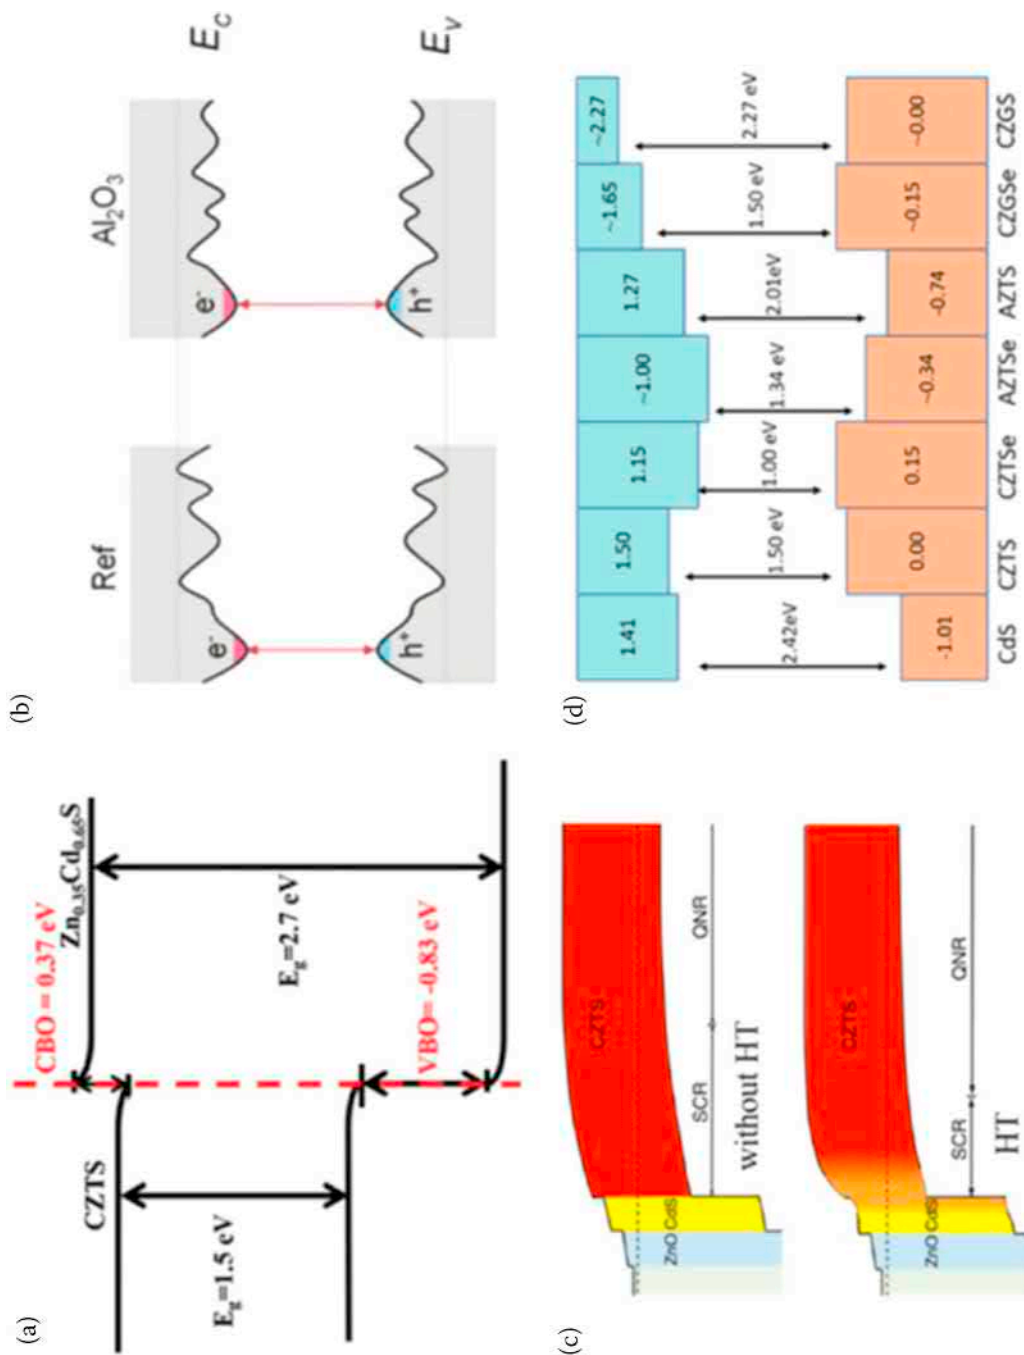 (a)
CBO = 0.37 eV
Zn0.35Cd0.65S
CZTS
Eg=1.5 eV
Eg=2.7 eV
VBO= -0.83 eV
(b)
Ref
Al2O3
EC
e-
e-
h+
h+
EV
(c)
CZTS
ZnO
CdS
SCR
QNR
without HT
CZTS
ZnO
CdS
SCR
QNR
HT
(d)
1.41
1.50
1.15
~1.00
1.27
~1.65
~2.27
2.42eV
1.50 eV
1.00 eV
1.34 eV
2.01eV
1.50 eV
2.27 eV
-1.01
0.00
0.15
~0.34
-0.74
~0.15
~0.00
CdS
CZTS
CZTSe
AZTSe
AZTS
CZGSe
CZGS